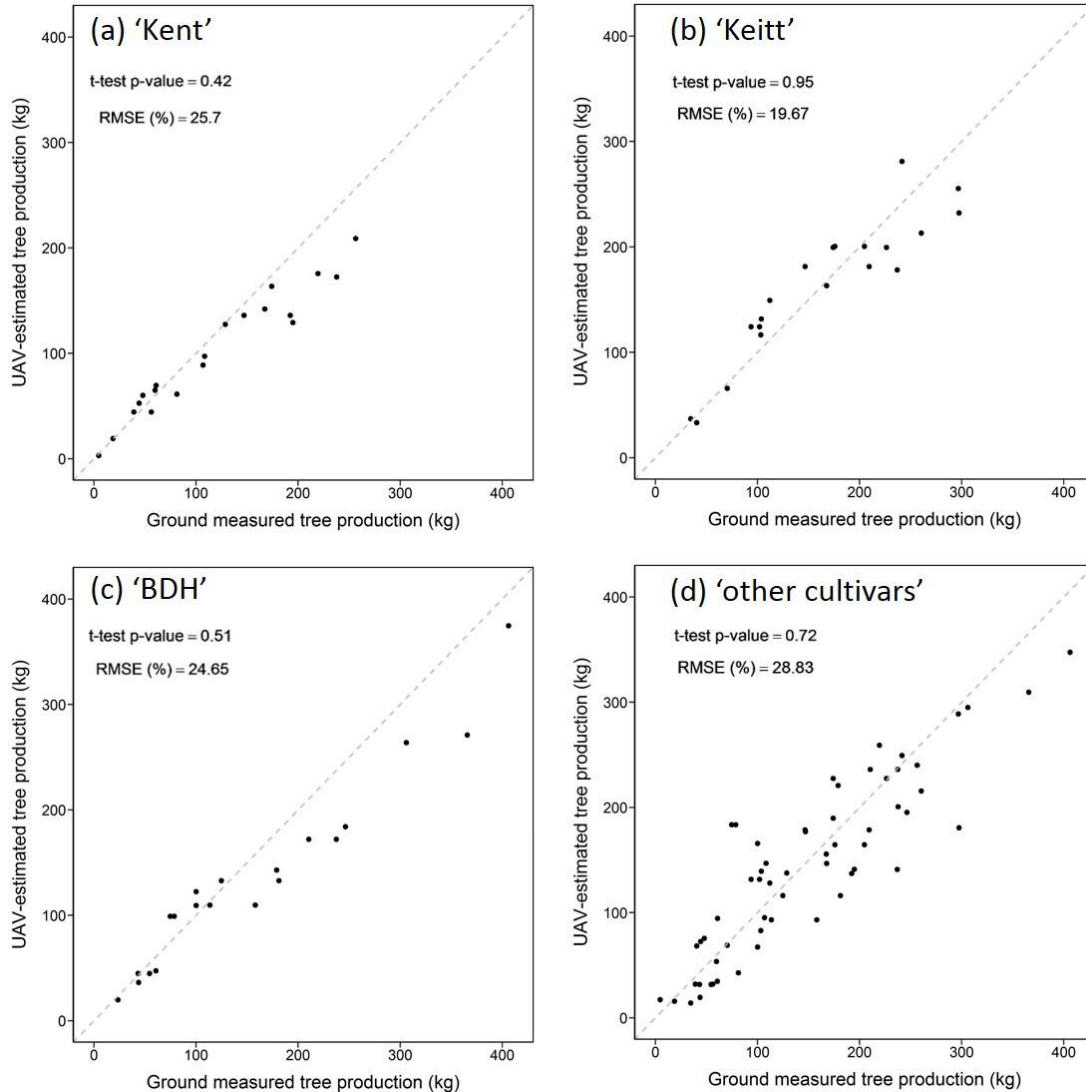 (a) ‘Kent’
t-test p-value = 0.42
RMSE (%) = 25.7
UAV-estimated tree production (kg)
400
300
200
100
0
0 100 200 300 400
Ground measured tree production (kg)
(b) ‘Keitt’
t-test p-value = 0.95
RMSE (%) = 19.67
UAV-estimated tree production (kg)
400
300
200
100
0
0 100 200 300 400
Ground measured tree production (kg)
(c) ‘BDH’
t-test p-value = 0.51
RMSE (%) = 24.65
UAV-estimated tree production (kg)
400
300
200
100
0
0 100 200 300 400
Ground measured tree production (kg)
(d) ‘other cultivars’
t-test p-value = 0.72
RMSE (%) = 28.83
UAV-estimated tree production (kg)
400
300
200
100
0
0 100 200 300 400
Ground measured tree production (kg)